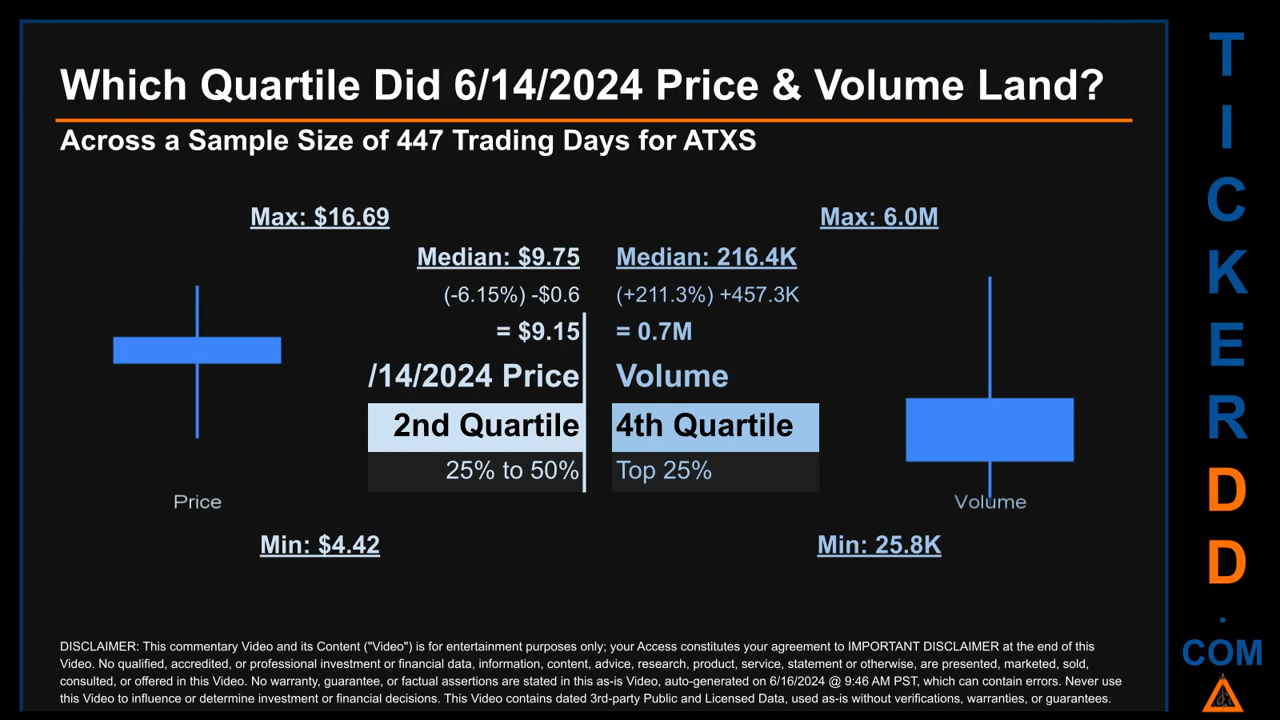 Which Quartile Did 6/14/2024 Price & Volume Land?
Across a Sample Size of 447 Trading Days for ATXS
Max: $16.69
Max: 6.0M
Median: $9.75
Median: 216.4K
(-6.15%) -$0.6
(+211.3%) +457.3K
= $9.15
= 0.7M
/14/2024 Price
Volume
2nd Quartile
4th Quartile
25% to 50%
Top 25%
Price
Volume
Min: $4.42
Min: 25.8K
DISCLAIMER: This commentary Video and its Content ("Video") is for entertainment purposes only; your Access constitutes your agreement to IMPORTANT DISCLAIMER at the end of this
Video. No qualified, accredited, or professional investment or financial data, information, content, advice, research, product, service, statement or otherwise, are presented, marketed, sold,
consulted, or offered in this Video. No warranty, guarantee, or factual assertions are stated in this as-is Video, auto-generated on 6/16/2024 @ 9:46 AM PST, which can contain errors. Never use
this Video to influence or determine investment or financial decisions. This Video contains dated 3rd-party Public and Licensed Data, used as-is without verifications, warranties, or guarantees.
T
I
C
K
E
R
D
D
.
COM